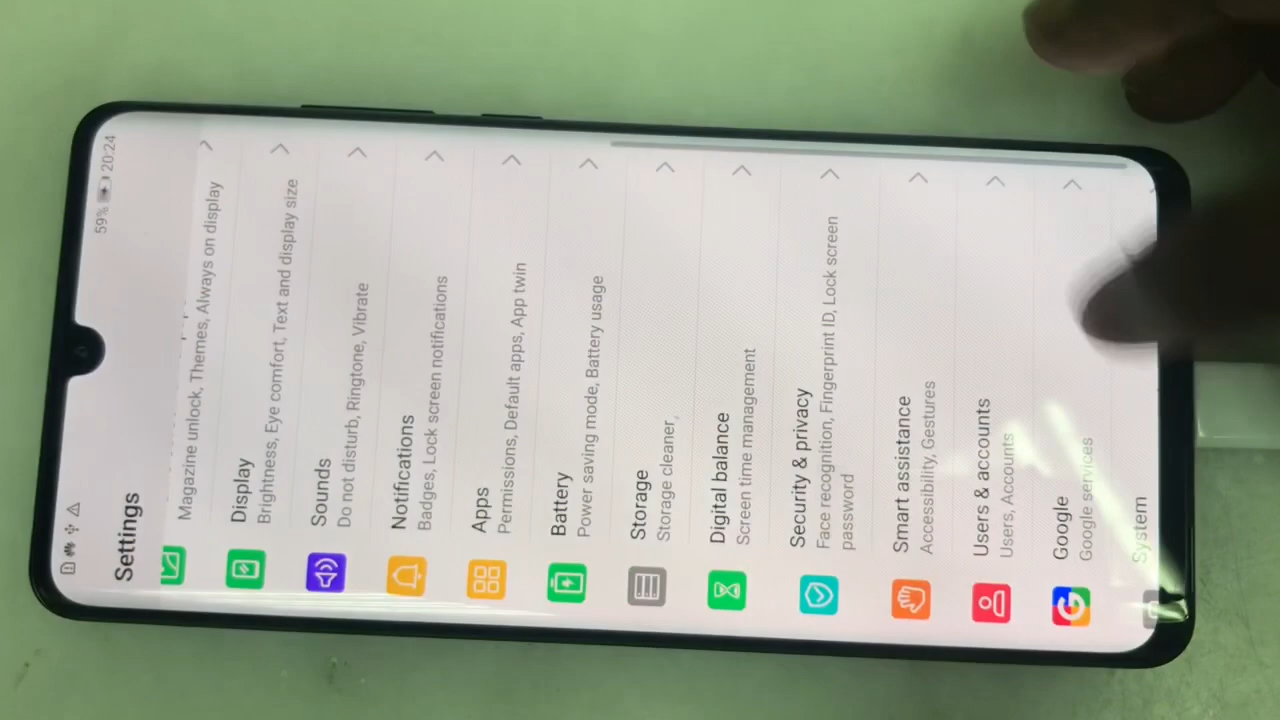 59% 20:24
Settings
Magazine unlock, Themes, Always on display
Display
Brightness, Eye comfort, Text and display size
Sounds
Do not disturb, Ringtone, Vibrate
Notifications
Badges, Lock screen notifications
Apps
Permissions, Default apps, App twin
Battery
Power saving mode, Battery usage
Storage
Storage cleaner
Digital balance
Screen time management
Security & privacy
Face recognition, Fingerprint ID, Lock screen
password
Smart assistance
Accessibility, Gestures
Users & accounts
Users, Accounts
Google
Google services
System